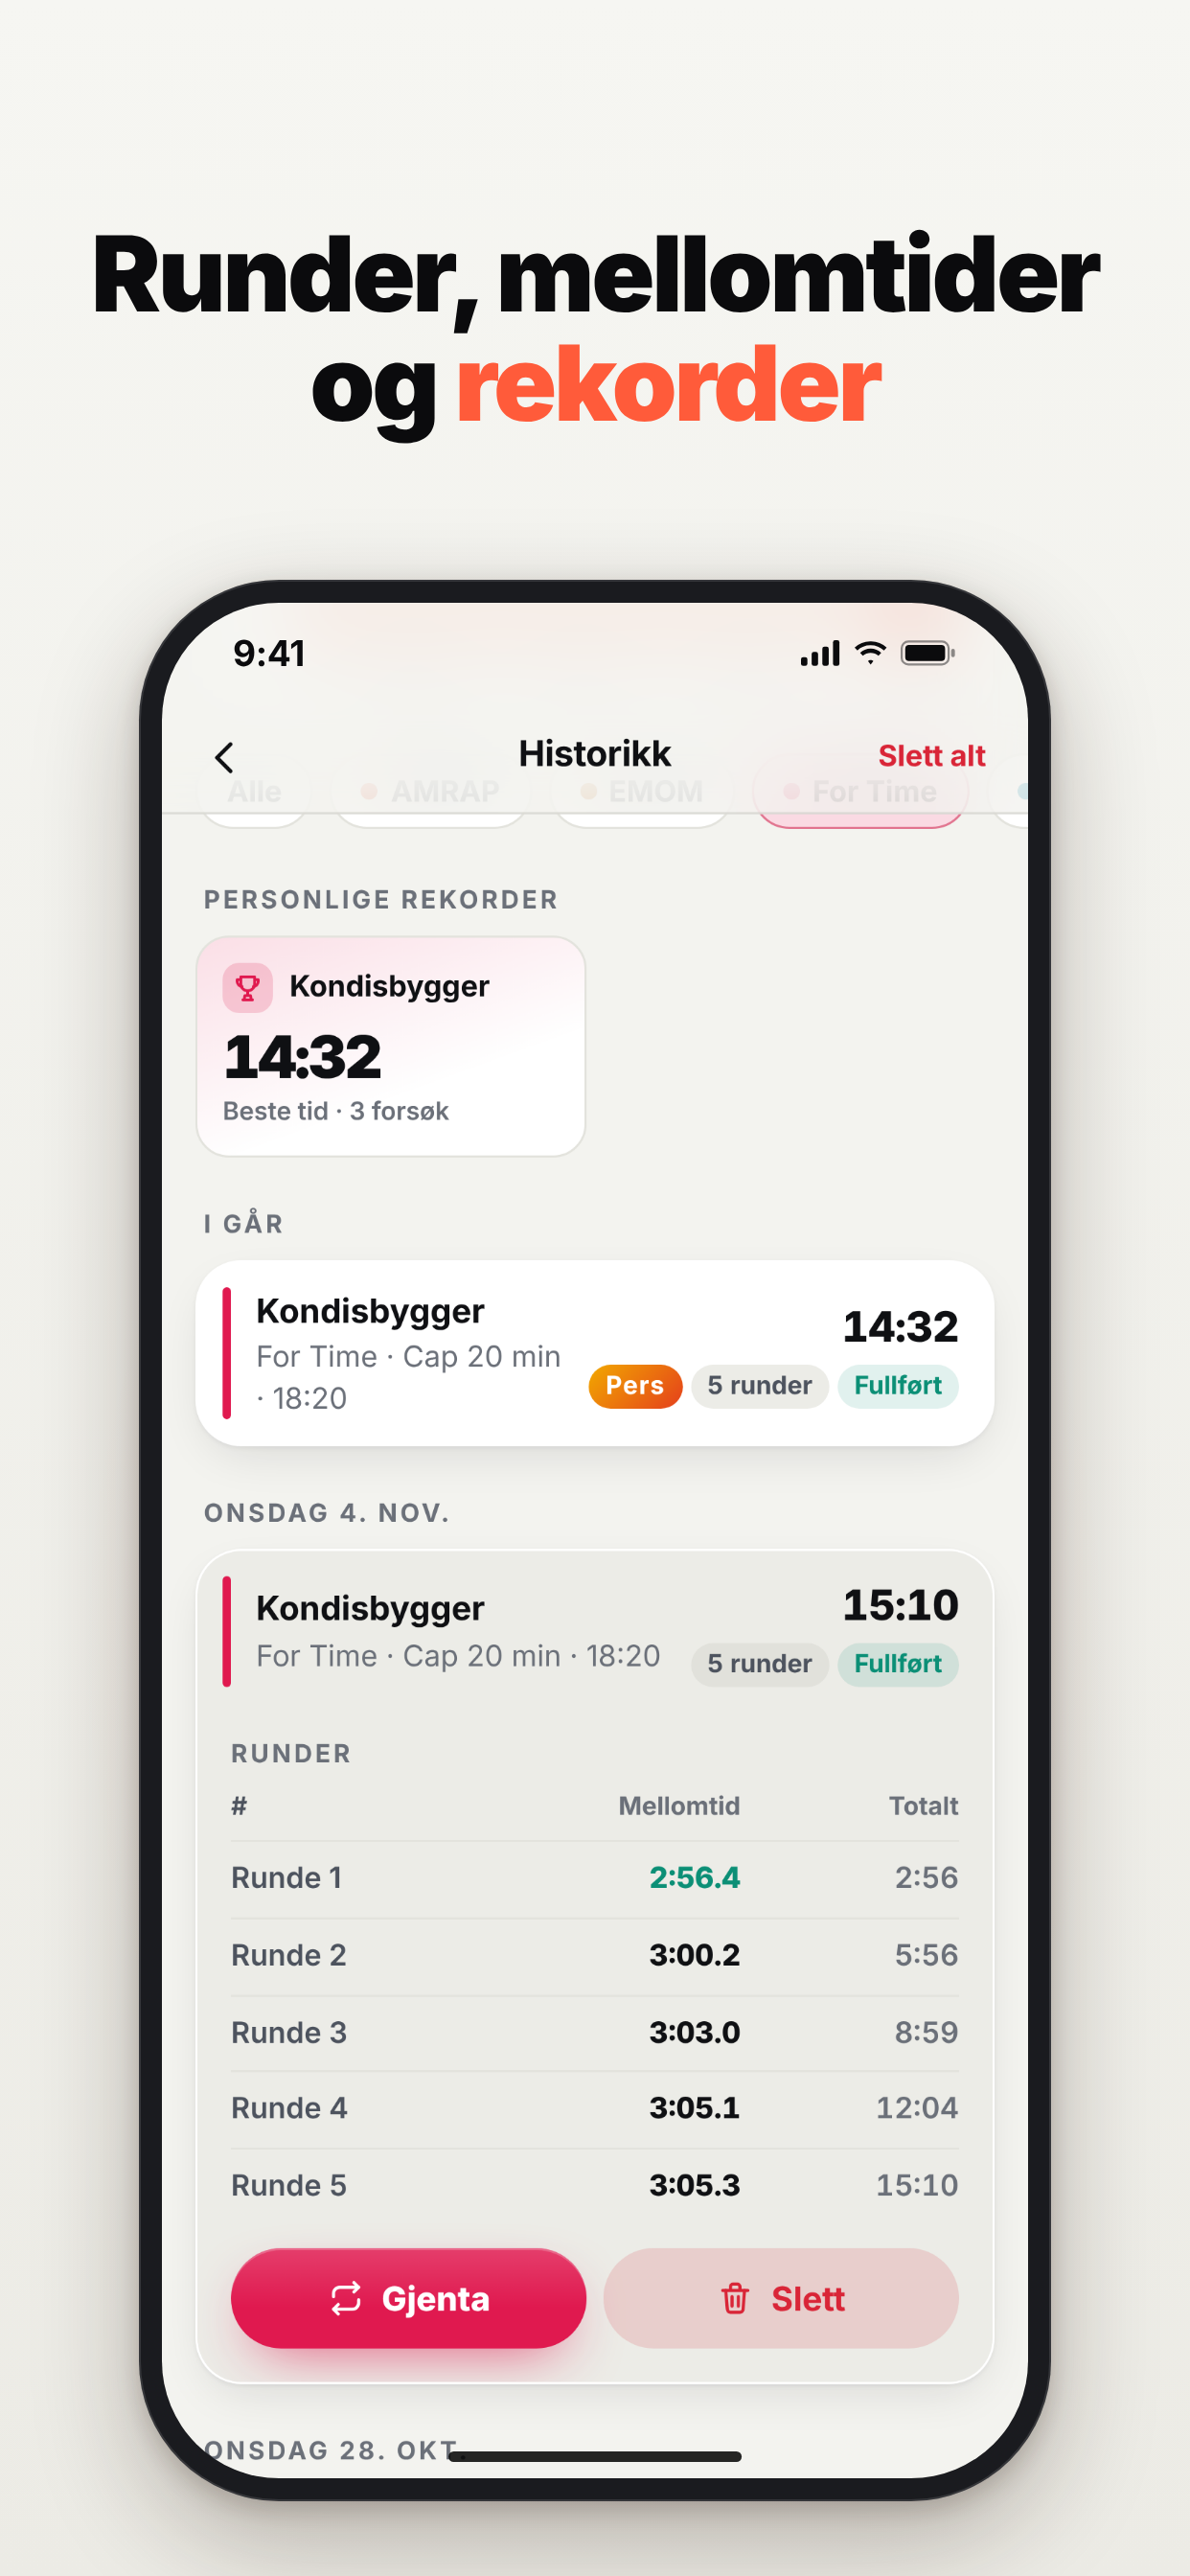 Runder, mellomtider
og rekorder
9:41
Historikk
Slett alt
Alle
AMRAP
EMOM
For Time
PERSONLIGE REKORDER
Kondisbygger
14:32
Beste tid · 3 forsøk
I GÅR
Kondisbygger
14:32
For Time · Cap 20 min
· 18:20
Pers
5 runder
Fullført
ONSDAG 4. NOV.
Kondisbygger
15:10
For Time · Cap 20 min · 18:20
5 runder
Fullført
RUNDER
# Mellomtid Totalt
Runde 1 2:56.4 2:56
Runde 2 3:00.2 5:56
Runde 3 3:03.0 8:59
Runde 4 3:05.1 12:04
Runde 5 3:05.3 15:10
Gjenta
Slett
ONSDAG 28. OKT.